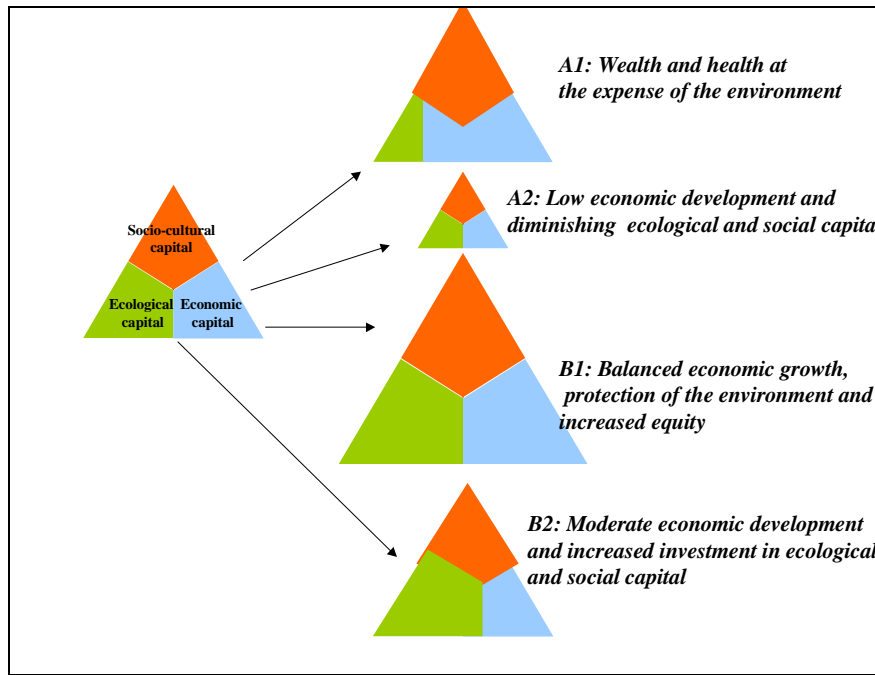 A1: Wealth and health at
the expense of the environment
A2: Low economic development and
diminishing ecological and social capita
Socio-cultural
capital
Ecological
capital
Economic
capital
B1: Balanced economic growth,
protection of the environment and
increased equity
B2: Moderate economic development
and increased investment in ecological
and social capital